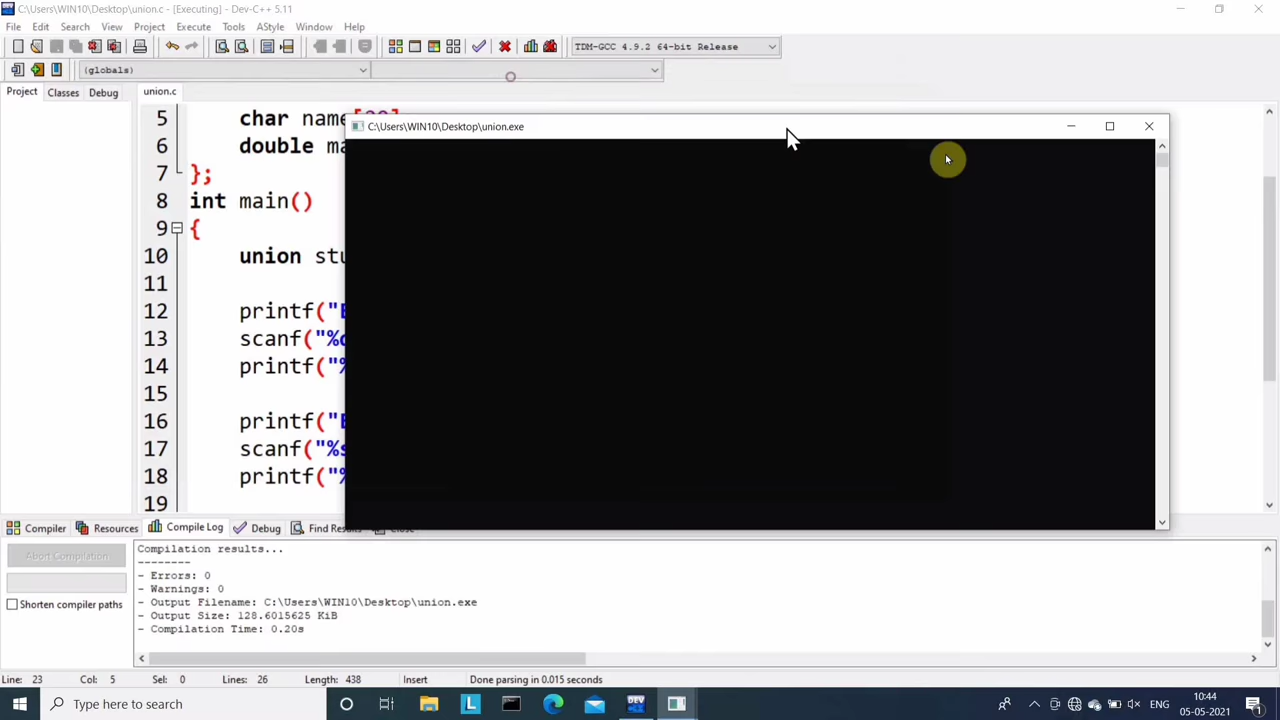 C:\Users\WIN10\Desktop\union.c - [Executing] - Dev-C++ 5.11
File Edit Search View Project Execute Tools AStyle Window Help
TDM-GCC 4.9.2 64-bit Release
(globals)
Project Classes Debug
union.c
5 char name[20]
C:\Users\WIN10\Desktop\union.exe
6 double
7 };
8 int main()
9 {
10 union
11
12 printf("E
13 scanf("%d
14 printf("%
15
16 printf("E
17 scanf("%s
18 printf("%
19
Compiler Resources Compile Log Debug Find Results Close
Abort Compilation
Shorten compiler paths
Compilation results...
--------
- Errors: 0
- Warnings: 0
- Output Filename: C:\Users\WIN10\Desktop\union.exe
- Output Size: 128.6015625 KiB
- Compilation Time: 0.20s
Line: 23 Col: 5 Sel: 0 Lines: 26 Length: 438 Insert Done parsing in 0.015 seconds
Type here to search
ENG
10:44
05-05-2021